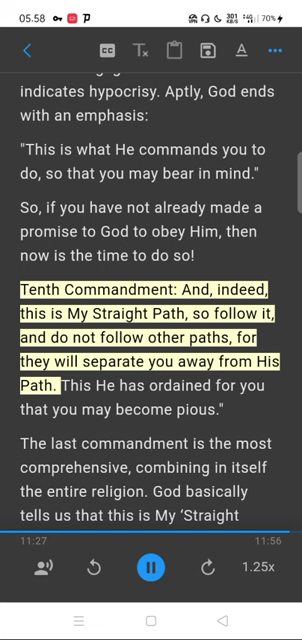 05.58
301
KB/S
4G
70%
CC
A
indicates hypocrisy. Aptly, God ends
with an emphasis:
"This is what He commands you to
do, so that you may bear in mind."
So, if you have not already made a
promise to God to obey Him, then
now is the time to do so!
Tenth Commandment: And, indeed,
this is My Straight Path, so follow it,
and do not follow other paths, for
they will separate you away from His
Path. This He has ordained for you
that you may become pious."
The last commandment is the most
comprehensive, combining in itself
the entire religion. God basically
tells us that this is My ‘Straight
11:27
11:56
1.25x